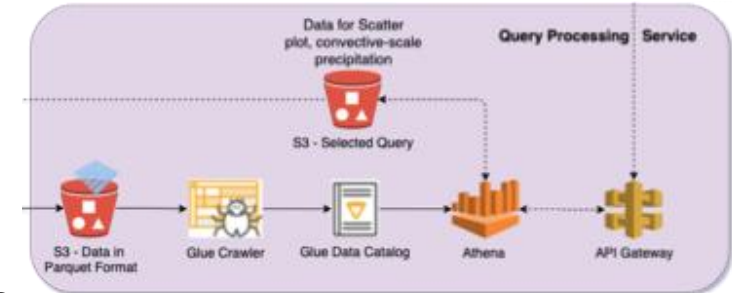 Data for Scatter
plot, convective-scale
precipitation
Query Processing Service
S3 - Selected Query
S3 - Data in
Parquet Format
Glue Crawler
Glue Data Catalog
Athena
API Gateway